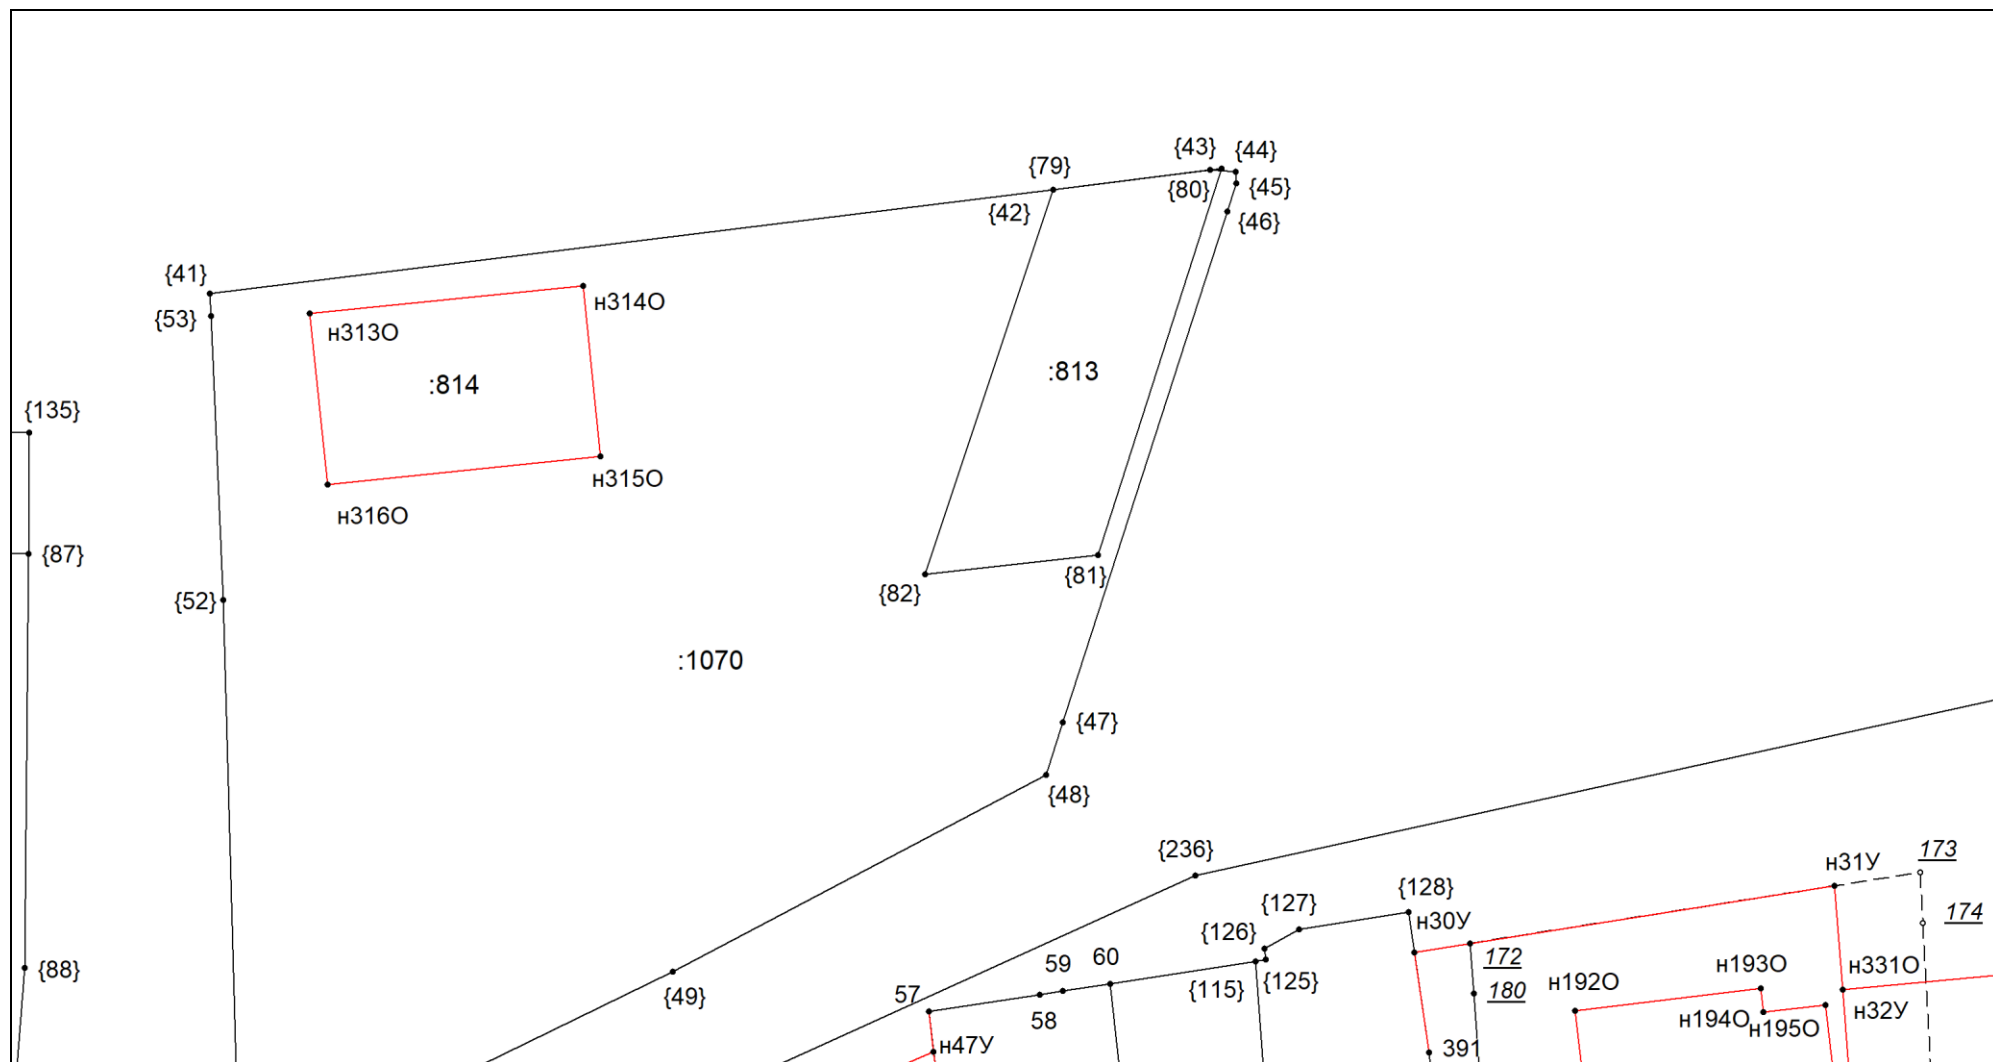 {43}
{44}
{79}
{80}
{45}
{42}
{46}
{41}
н314О
{53}
н313О
:813
:814
{135}
н315О
н316О
{87}
{81}
{82}
{52}
:1070
{47}
{48}
{236}
н31У
173
{128}
{127}
н30У
174
{126}
172
60
59
{88}
н193О
н331О
{125}
{115}
180
н192О
57
{49}
58
н194О
н195О
н32У
н47У
391